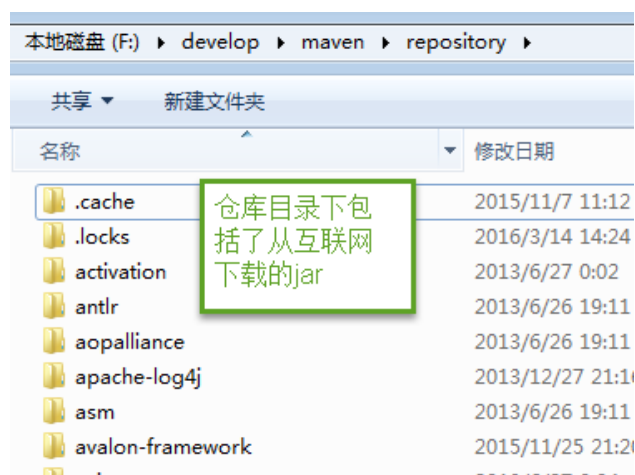 本地磁盘 (F:) ▸ develop ▸ maven ▸ repository ▸
共享 ▼ 新建文件夹
名称 修改日期
.cache 2015/11/7 11:12
.locks 2016/3/14 14:24
activation 2013/6/27 0:02
antlr 2013/6/26 19:11
aopalliance 2013/6/26 19:11
apache-log4j 2013/12/27 21:16
asm 2013/6/26 19:11
avalon-framework 2015/11/25 21:20
仓库目录下包
括了从互联网
下载的jar